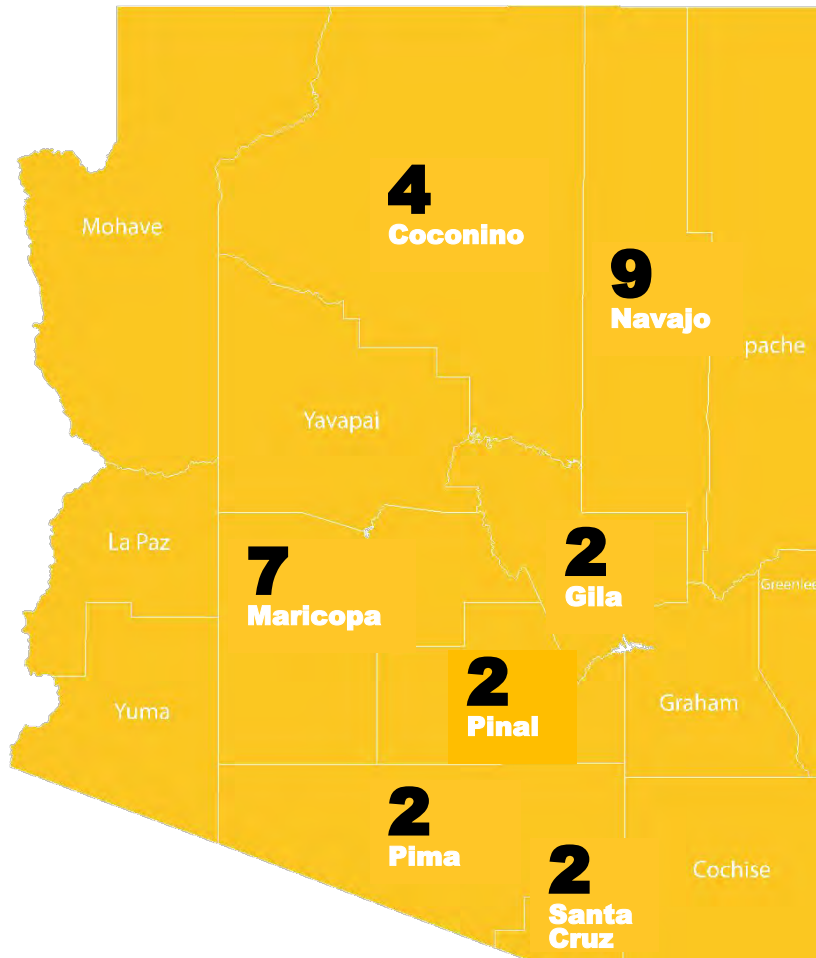 4
Coconino
Mohave
9
Navajo
pache
Yavapai
La Paz
7
Maricopa
2
Gila
Greenlee
2
Pinal
Graham
Yuma
2
Pima
2
Santa
Cruz
Cochise